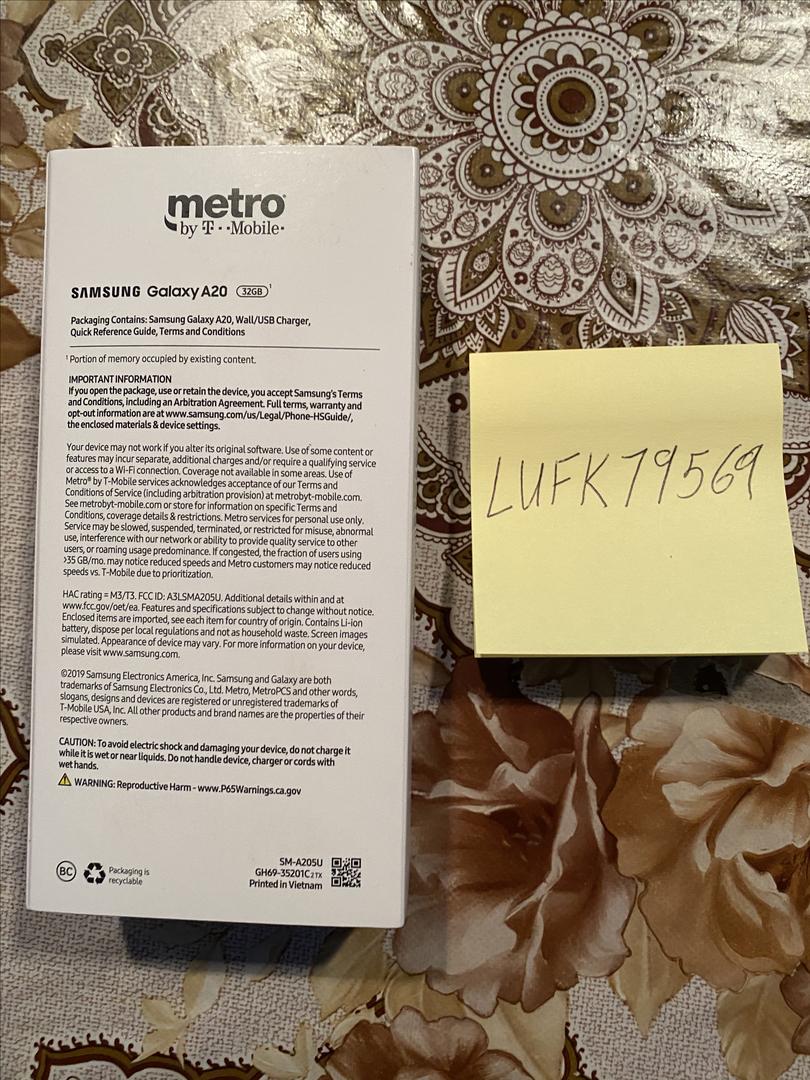 metro®
by T··Mobile·
SAMSUNG Galaxy A20 32GB¹
Packaging Contains: Samsung Galaxy A20, Wall/USB Charger,
Quick Reference Guide, Terms and Conditions
¹ Portion of memory occupied by existing content.
IMPORTANT INFORMATION
If you open the package, use or retain the device, you accept Samsung's Terms
and Conditions, including an Arbitration Agreement. Full terms, warranty and
opt-out information are at www.samsung.com/us/Legal/Phone-HSGuide/,
the enclosed materials & device settings.
Your device may not work if you alter its original software. Use of some content or
features may incur separate, additional charges and/or require a qualifying service
or access to a Wi-Fi connection. Coverage not available in some areas. Use of
Metro® by T-Mobile services acknowledges acceptance of our Terms and
Conditions of Service (including arbitration provision) at metrobyt-mobile.com.
See metrobyt-mobile.com or store for information on specific Terms and
Conditions, coverage details & restrictions. Metro services for personal use only.
Service may be slowed, suspended, terminated, or restricted for misuse, abnormal
use, interference with our network or ability to provide quality service to other
users, or roaming usage predominance. If congested, the fraction of users using
>35 GB/mo. may notice reduced speeds and Metro customers may notice reduced
speeds vs. T-Mobile due to prioritization.
HAC rating = M3/T3. FCC ID: A3LSMA205U. Additional details within and at
www.fcc.gov/oet/ea. Features and specifications subject to change without notice.
Enclosed items are imported, see each item for country of origin. Contains Li-ion
battery, dispose per local regulations and not as household waste. Screen images
simulated. Appearance of device may vary. For more information on your device,
please visit www.samsung.com.
©2019 Samsung Electronics America, Inc. Samsung and Galaxy are both
trademarks of Samsung Electronics Co., Ltd. Metro, MetroPCS and other words,
slogans, designs and devices are registered or unregistered trademarks of
T-Mobile USA, Inc. All other products and brand names are the properties of their
respective owners.
CAUTION: To avoid electric shock and damaging your device, do not charge it
while it is wet or near liquids. Do not handle device, charger or cords with
wet hands.
WARNING: Reproductive Harm - www.P65Warnings.ca.gov
BC
Packaging is
recyclable
SM-A205U
GH69-35201C 2TX
Printed in Vietnam
LUFK79569